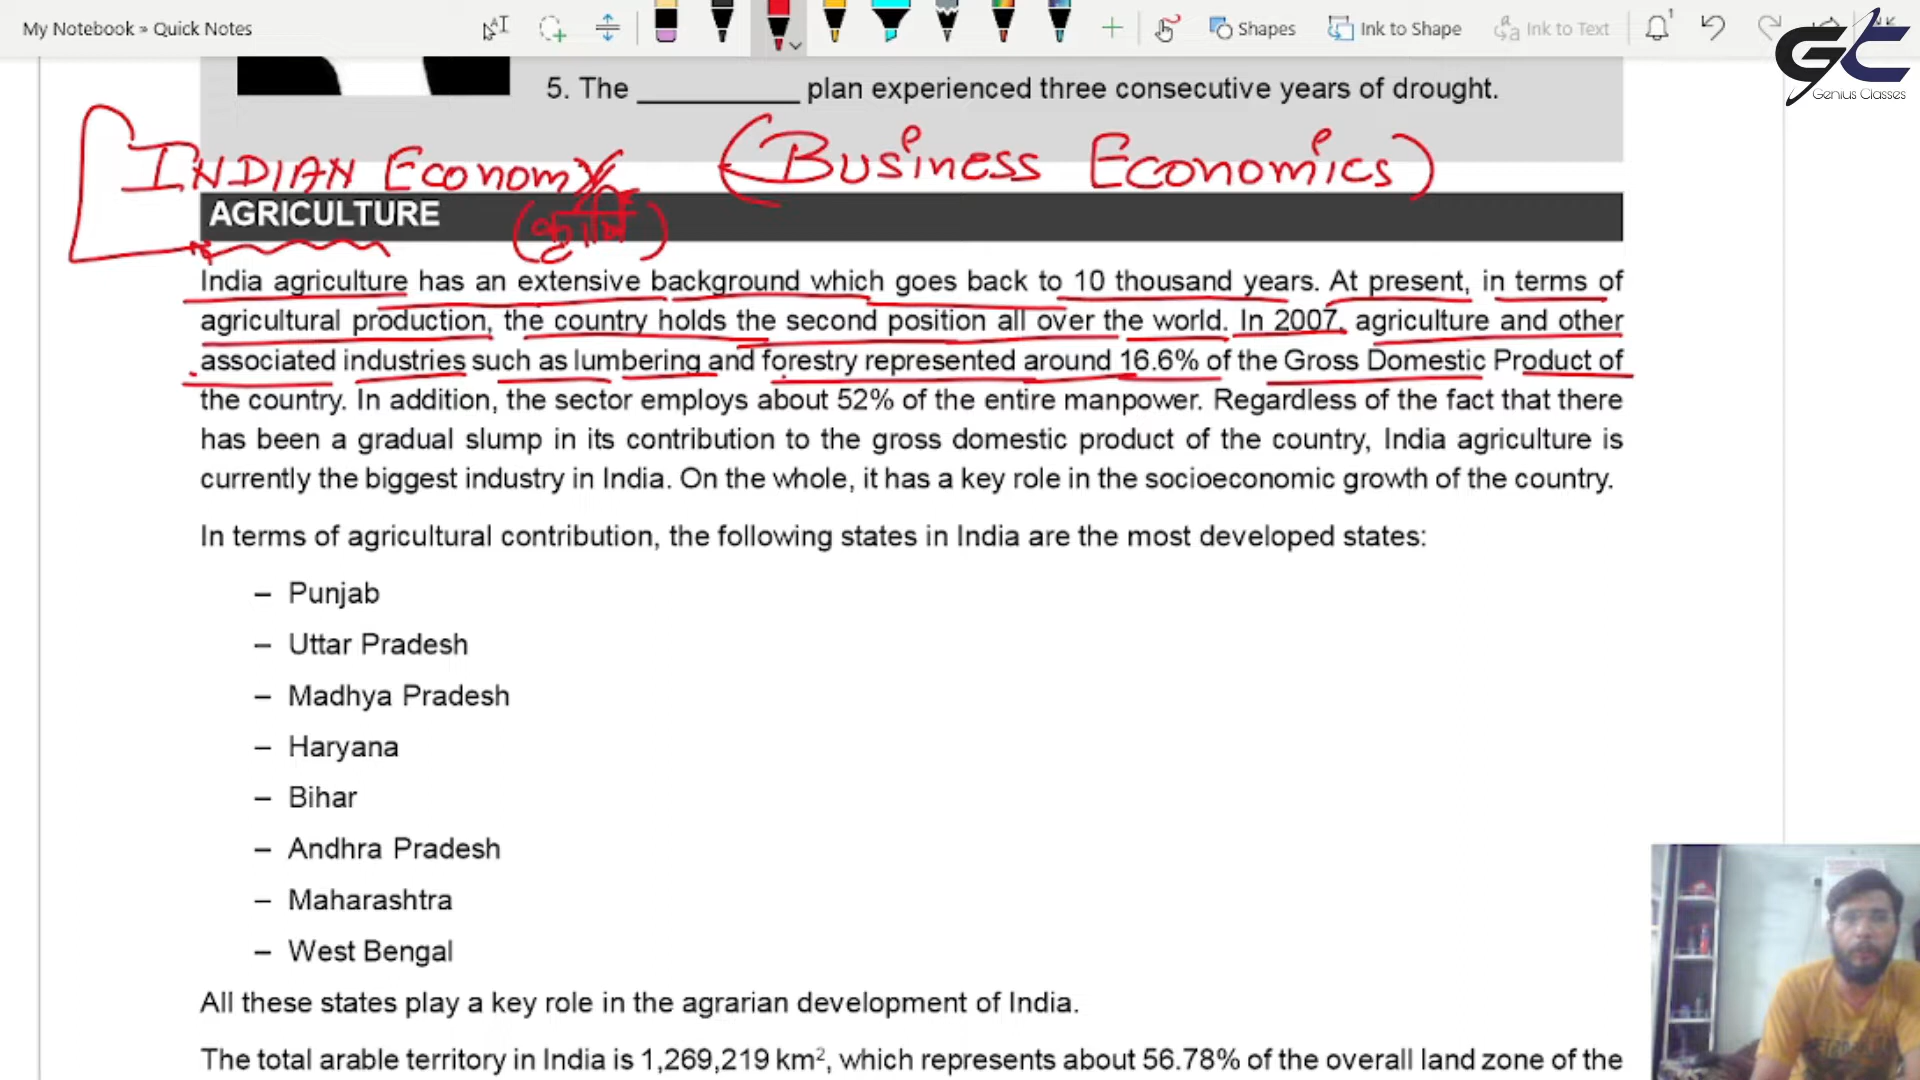 My Notebook » Quick Notes
Shapes
Ink to Shape
Ink to Text
GC
Genius Classes
5. The __________ plan experienced three consecutive years of drought.
INDIAN Economy (Business Economics)
AGRICULTURE
India agriculture has an extensive background which goes back to 10 thousand years. At present, in terms of
agricultural production, the country holds the second position all over the world. In 2007, agriculture and other
associated industries such as lumbering and forestry represented around 16.6% of the Gross Domestic Product of
the country. In addition, the sector employs about 52% of the entire manpower. Regardless of the fact that there
has been a gradual slump in its contribution to the gross domestic product of the country, India agriculture is
currently the biggest industry in India. On the whole, it has a key role in the socioeconomic growth of the country.
In terms of agricultural contribution, the following states in India are the most developed states:
– Punjab
– Uttar Pradesh
– Madhya Pradesh
– Haryana
– Bihar
– Andhra Pradesh
– Maharashtra
– West Bengal
All these states play a key role in the agrarian development of India.
The total arable territory in India is 1,269,219 km², which represents about 56.78% of the overall land zone of the